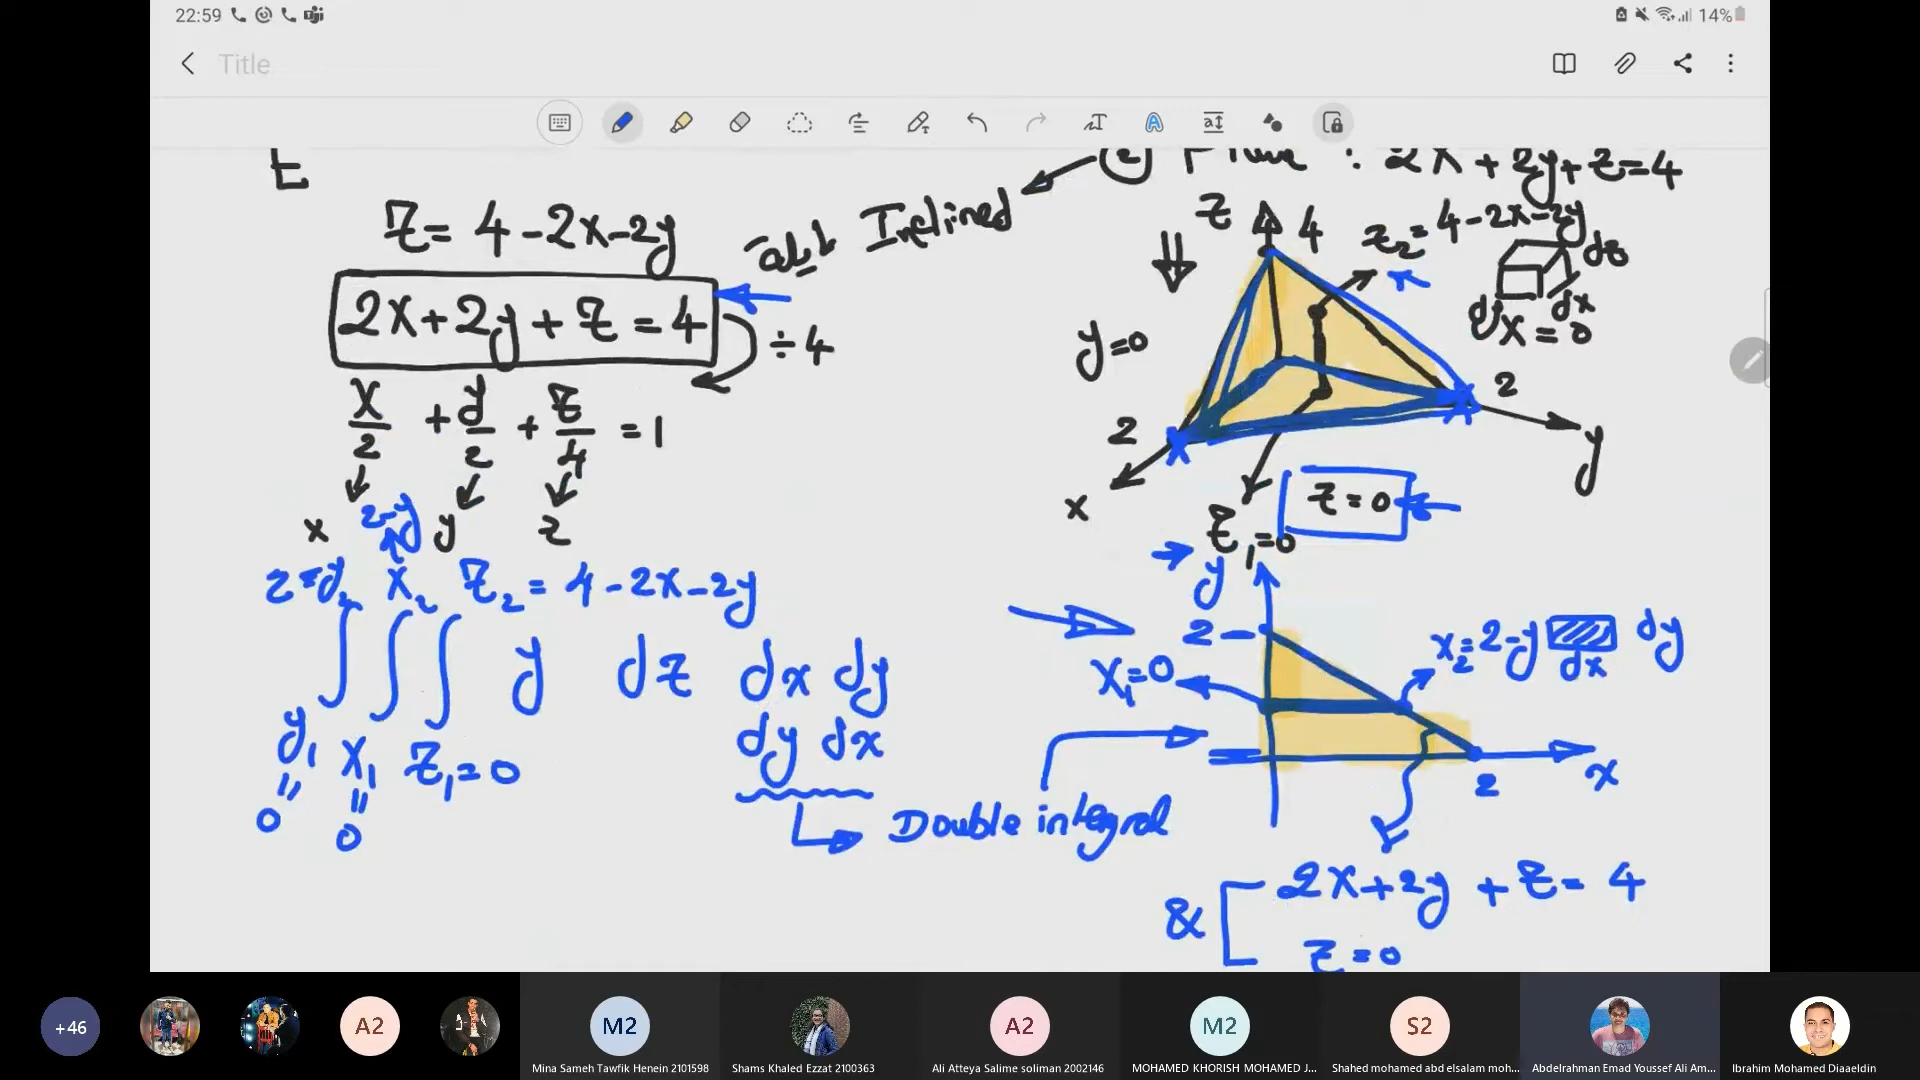 22:59
14%
Title
E
2x + 2y + z = 4
z = 4 - 2x - 2y
Inclined
2x + 2y + z = 4
÷ 4
x/2 + y/2 + z/4 = 1
x y z
z
4
z₂ = 4 - 2x - 2y
dz
dx
dy
y = 0
x = 0
2
2
x
y
z = 0
z₁ = 0
2 - y
2 = y₂ x₂ z₂ = 4 - 2x - 2y
∫∫∫ y dz dx dy
dy dx
y₁ x₁ z₁ = 0
0 0
Double integral
y
2
x₁ = 0
x₂ = 2 - y
dx
dy
2
x
& 2x + 2y + z = 4
z = 0
+46
A2
M2
A2
M2
S2
Mina Sameh Tawfik Henein 2101598
Shams Khaled Ezzat 2100363
Ali Atteya Salime soliman 2002146
MOHAMED KHORISH MOHAMED J...
Shahed mohamed abd elsalam moh...
Abdelrahman Emad Youssef Ali Am...
Ibrahim Mohamed Diaaeldin